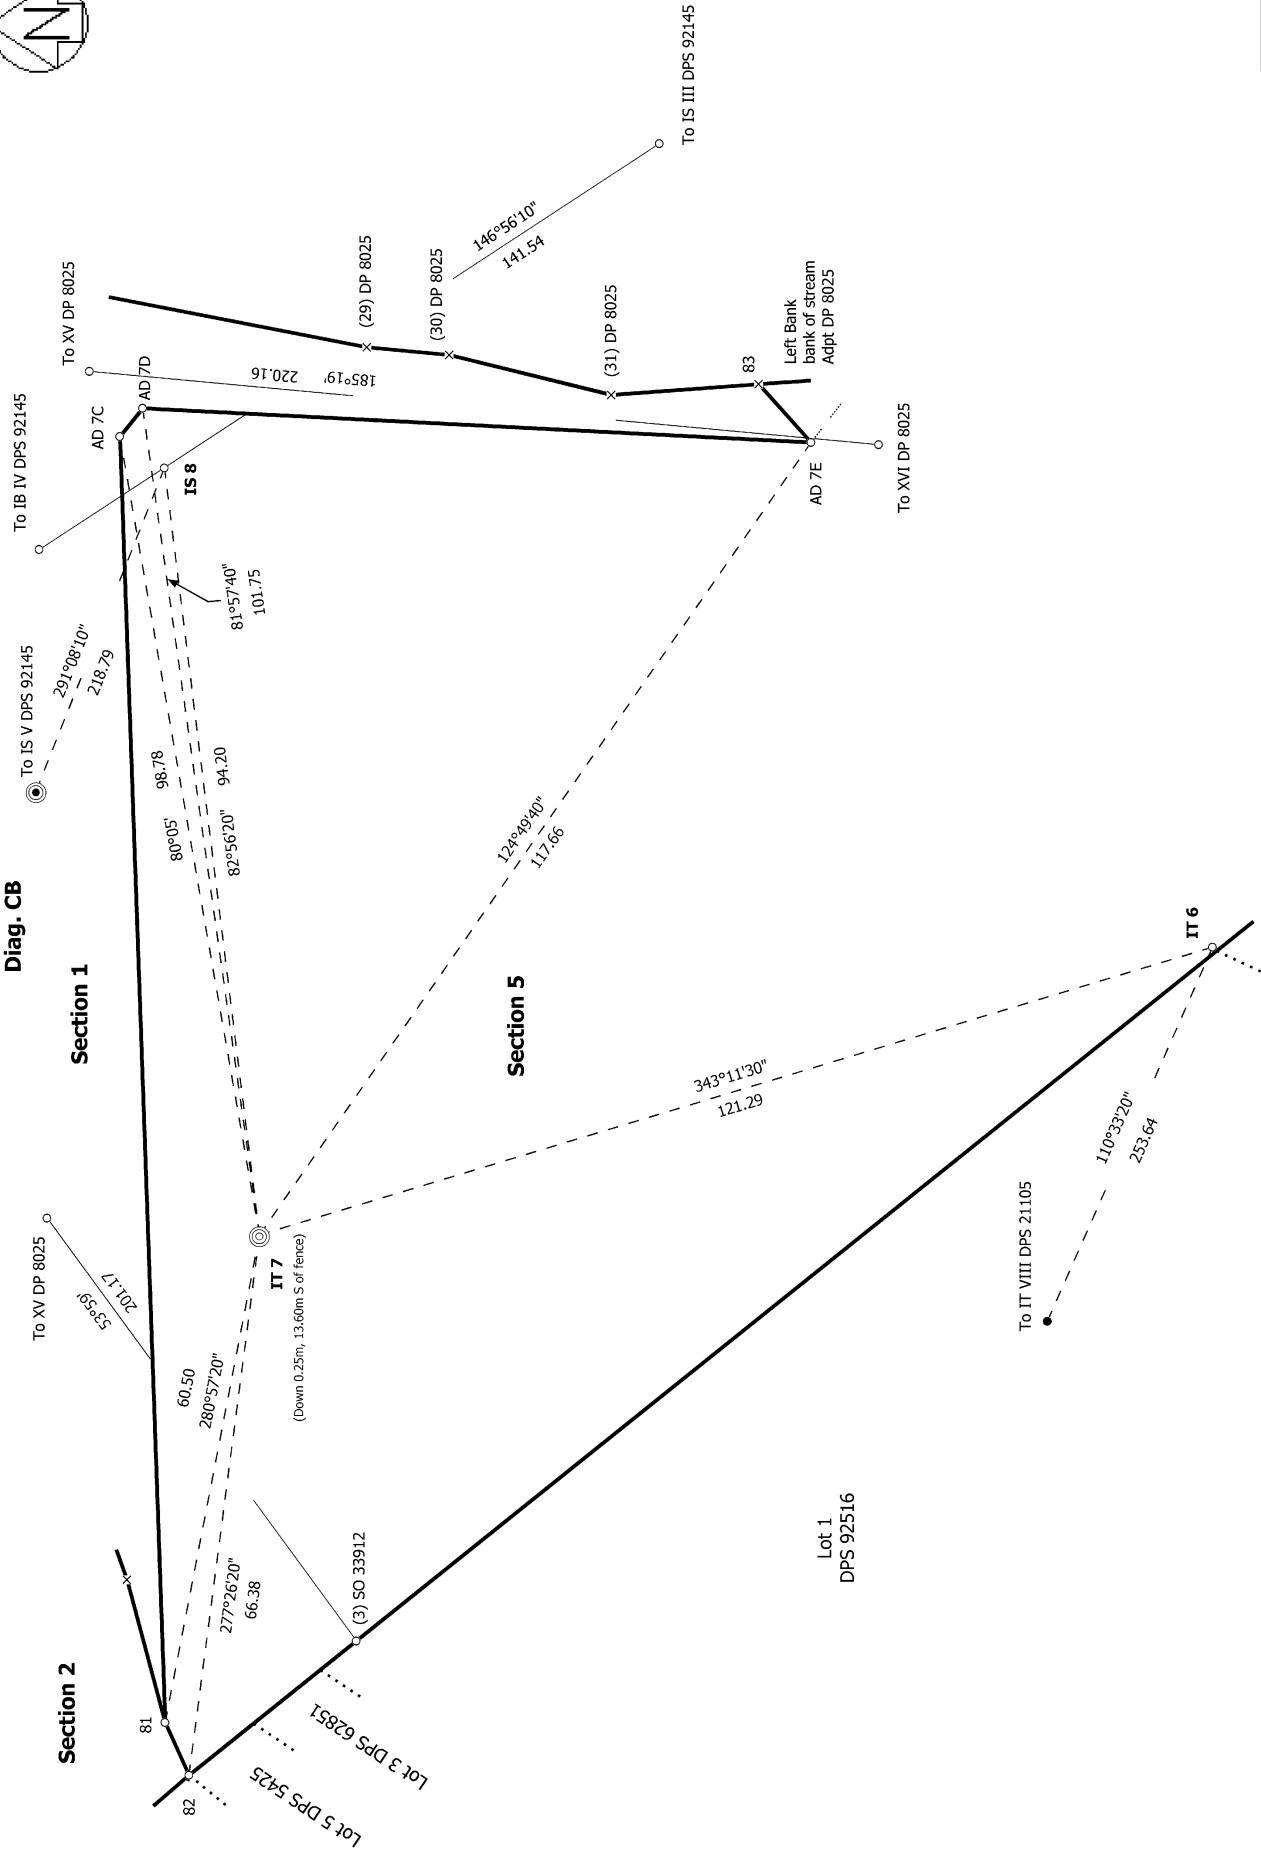 N
Diag. CB
Section 1
Section 2
Section 5
To IS III DPS 92145
146°56'10"
141.54
To XV DP 8025
185°19'
220.16
(29) DP 8025
(30) DP 8025
(31) DP 8025
83
Left Bank
bank of stream
Adpt DP 8025
To IB IV DPS 92145
AD 7C
AD 7D
IS 8
AD 7E
To XVI DP 8025
To IS V DPS 92145
291°08'10"
218.79
81°57'40"
101.75
98.78
80°05'
94.20
82°56'20"
124°49'40"
117.66
IT 6
343°11'30"
121.29
110°33'20"
253.64
To IT VIII DPS 21105
IT 7
(Down 0.25m, 13.60m S of fence)
To XV DP 8025
53°59'
201.17
60.50
280°57'20"
277°26'20"
66.38
(3) SO 33912
81
82
Lot 3 DPS 62851
Lot 5 DPS 5425
Lot 1
DPS 92516